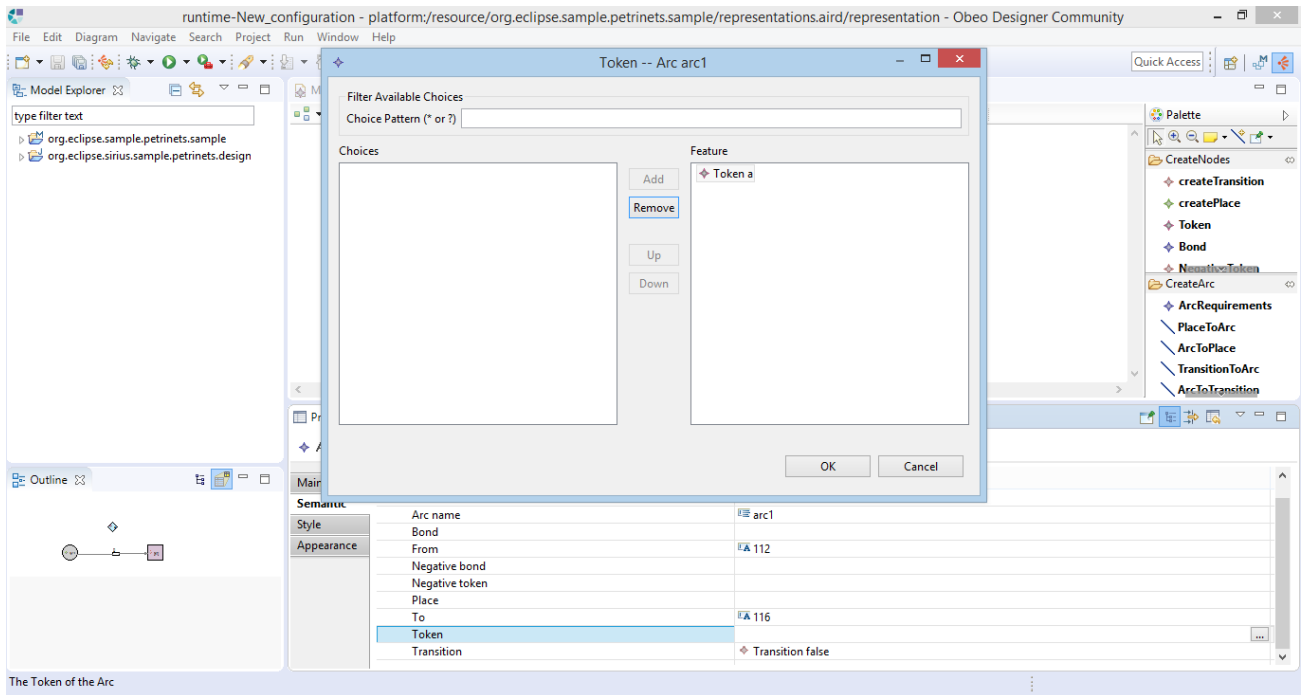 runtime-New_configuration - platform:/resource/org.eclipse.sample.petrinets.sample/representations.aird/representation - Obeo Designer Community
File Edit Diagram Navigate Search Project Run Window Help
Token -- Arc arc1
Quick Access
Model Explorer
type filter text
org.eclipse.sample.petrinets.sample
org.eclipse.sirius.sample.petrinets.design
Filter Available Choices
Choice Pattern (* or ?)
Choices
Feature
Token a
Add
Remove
Up
Down
OK
Cancel
Palette
CreateNodes
createTransition
createPlace
Token
Bond
NegativeToken
CreateArc
ArcRequirements
PlaceToArc
ArcToPlace
TransitionToArc
ArcToTransition
Outline
Semantic
Style
Appearance
Arc name arc1
Bond
From 112
Negative bond
Negative token
Place
To 116
Token ...
Transition Transition false
The Token of the Arc